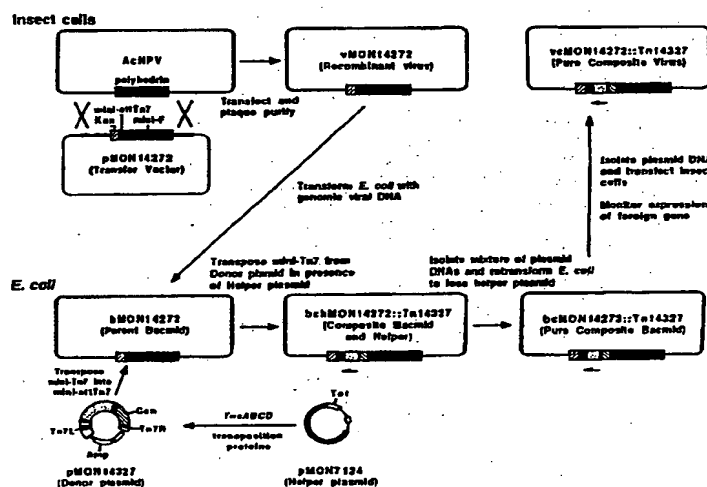 Insect cells
AcNPV
polyhedrin
mini-attTn7
Kan
mini-F
pMON14272
(Transfer Vector)
Transfect and
plaque purify
vMON14272
(Recombinant virus)
vcMON14272::Tn14327
(Pure Composite Virus)
Transform E. coli with
genomic viral DNA
Isolate plasmid DNA
and transfect insect
cells
Monitor expression
of foreign gene
Transpose mini-Tn7 from
Donor plasmid in presence
of Helper plasmid
Isolate mixture of plasmid
DNAs and retransform E. coli
to lose helper plasmid
E. coli
bMON14272
(Parent Bacmid)
bchMON14272::Tn14327
(Composite Bacmid
and Helper)
bcMON14272::Tn14327
(Pure Composite Bacmid)
Transpose
mini-Tn7 into
mini-attTn7
Gen
Tn7L
Tn7R
Amp
pMON14327
(Donor plasmid)
TnsABCD
transposition
proteins
Tet
pMON7124
(Helper plasmid)